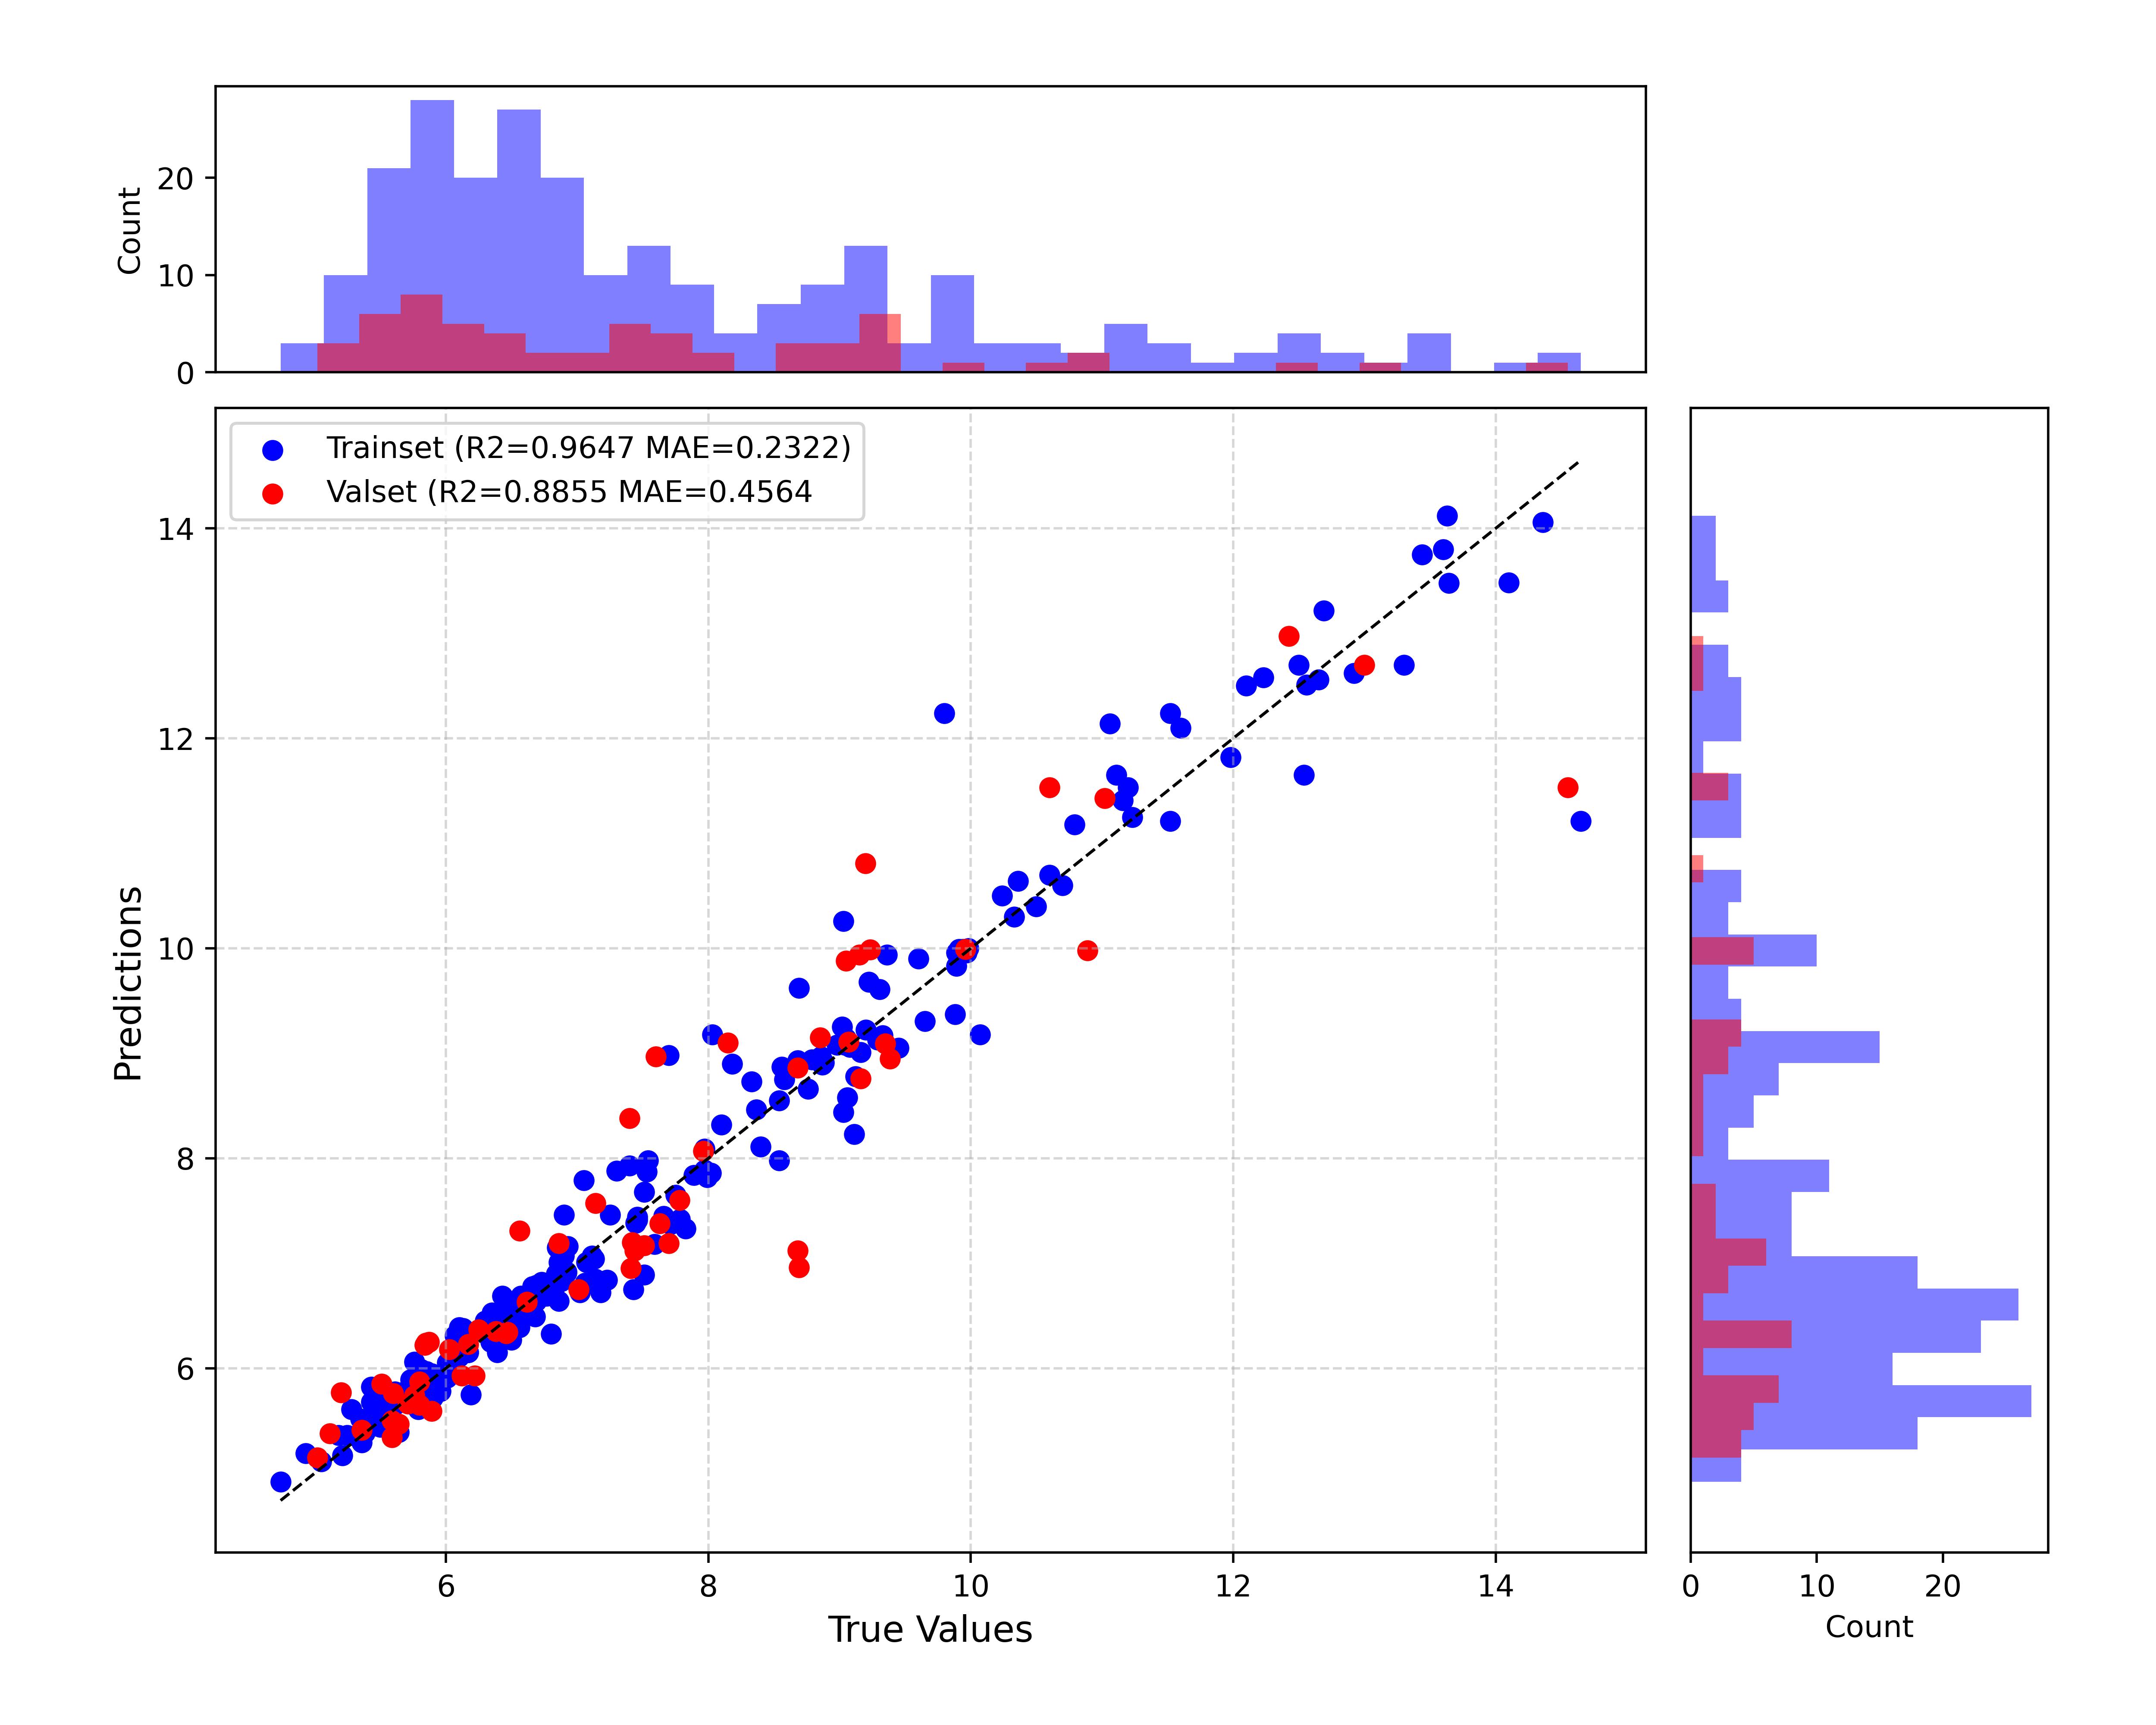 Count
20
10
0
Trainset (R2=0.9647 MAE=0.2322)
Valset (R2=0.8855 MAE=0.4564
Predictions
14
12
10
8
6
6 8 10 12 14
True Values
0 10 20
Count